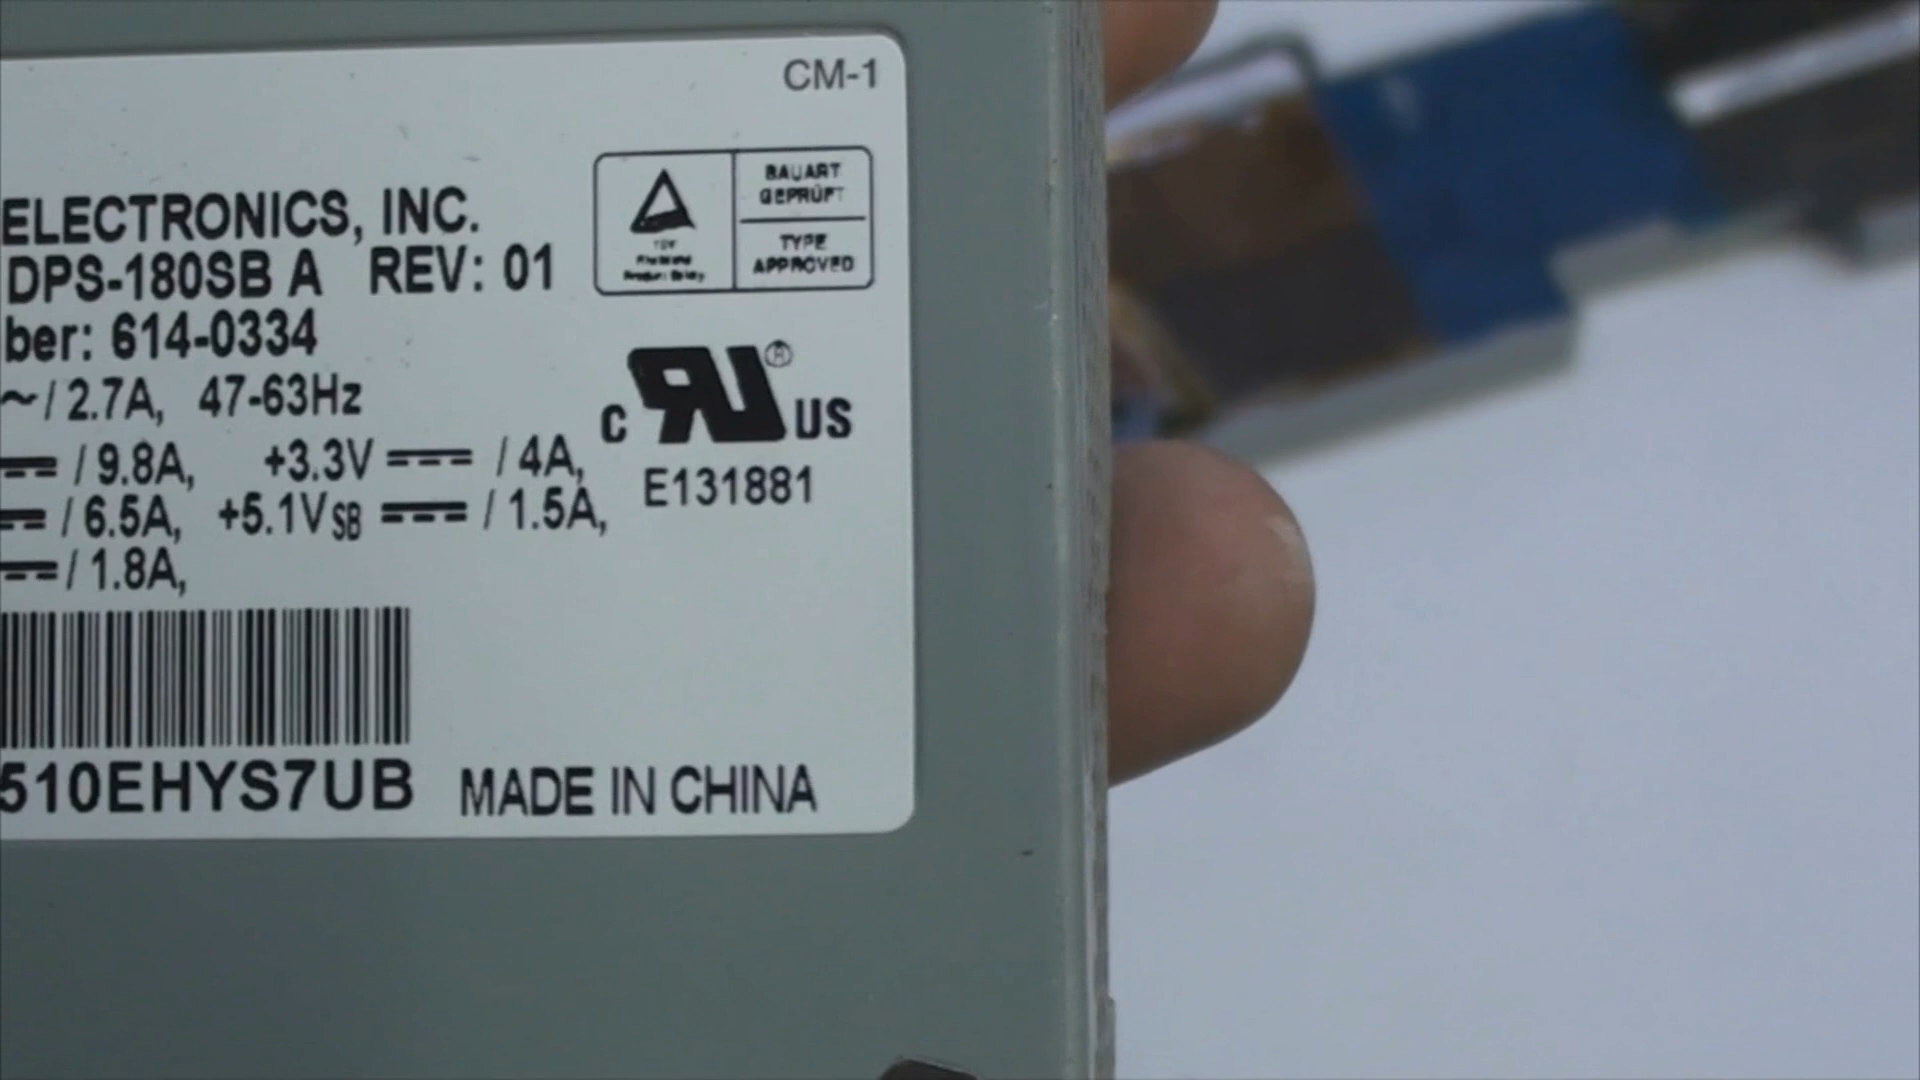 CM-1
ELECTRONICS, INC.
DPS-180SB A REV: 01
BAUART
GEPRÜFT
TYPE
APPROVED
ber: 614-0334
~/ 2.7A, 47-63Hz
/ 9.8A, +3.3V / 4A,
/ 6.5A, +5.1VSB / 1.5A,
/ 1.8A,
c RU® US
E131881
510EHYS7UB
MADE IN CHINA